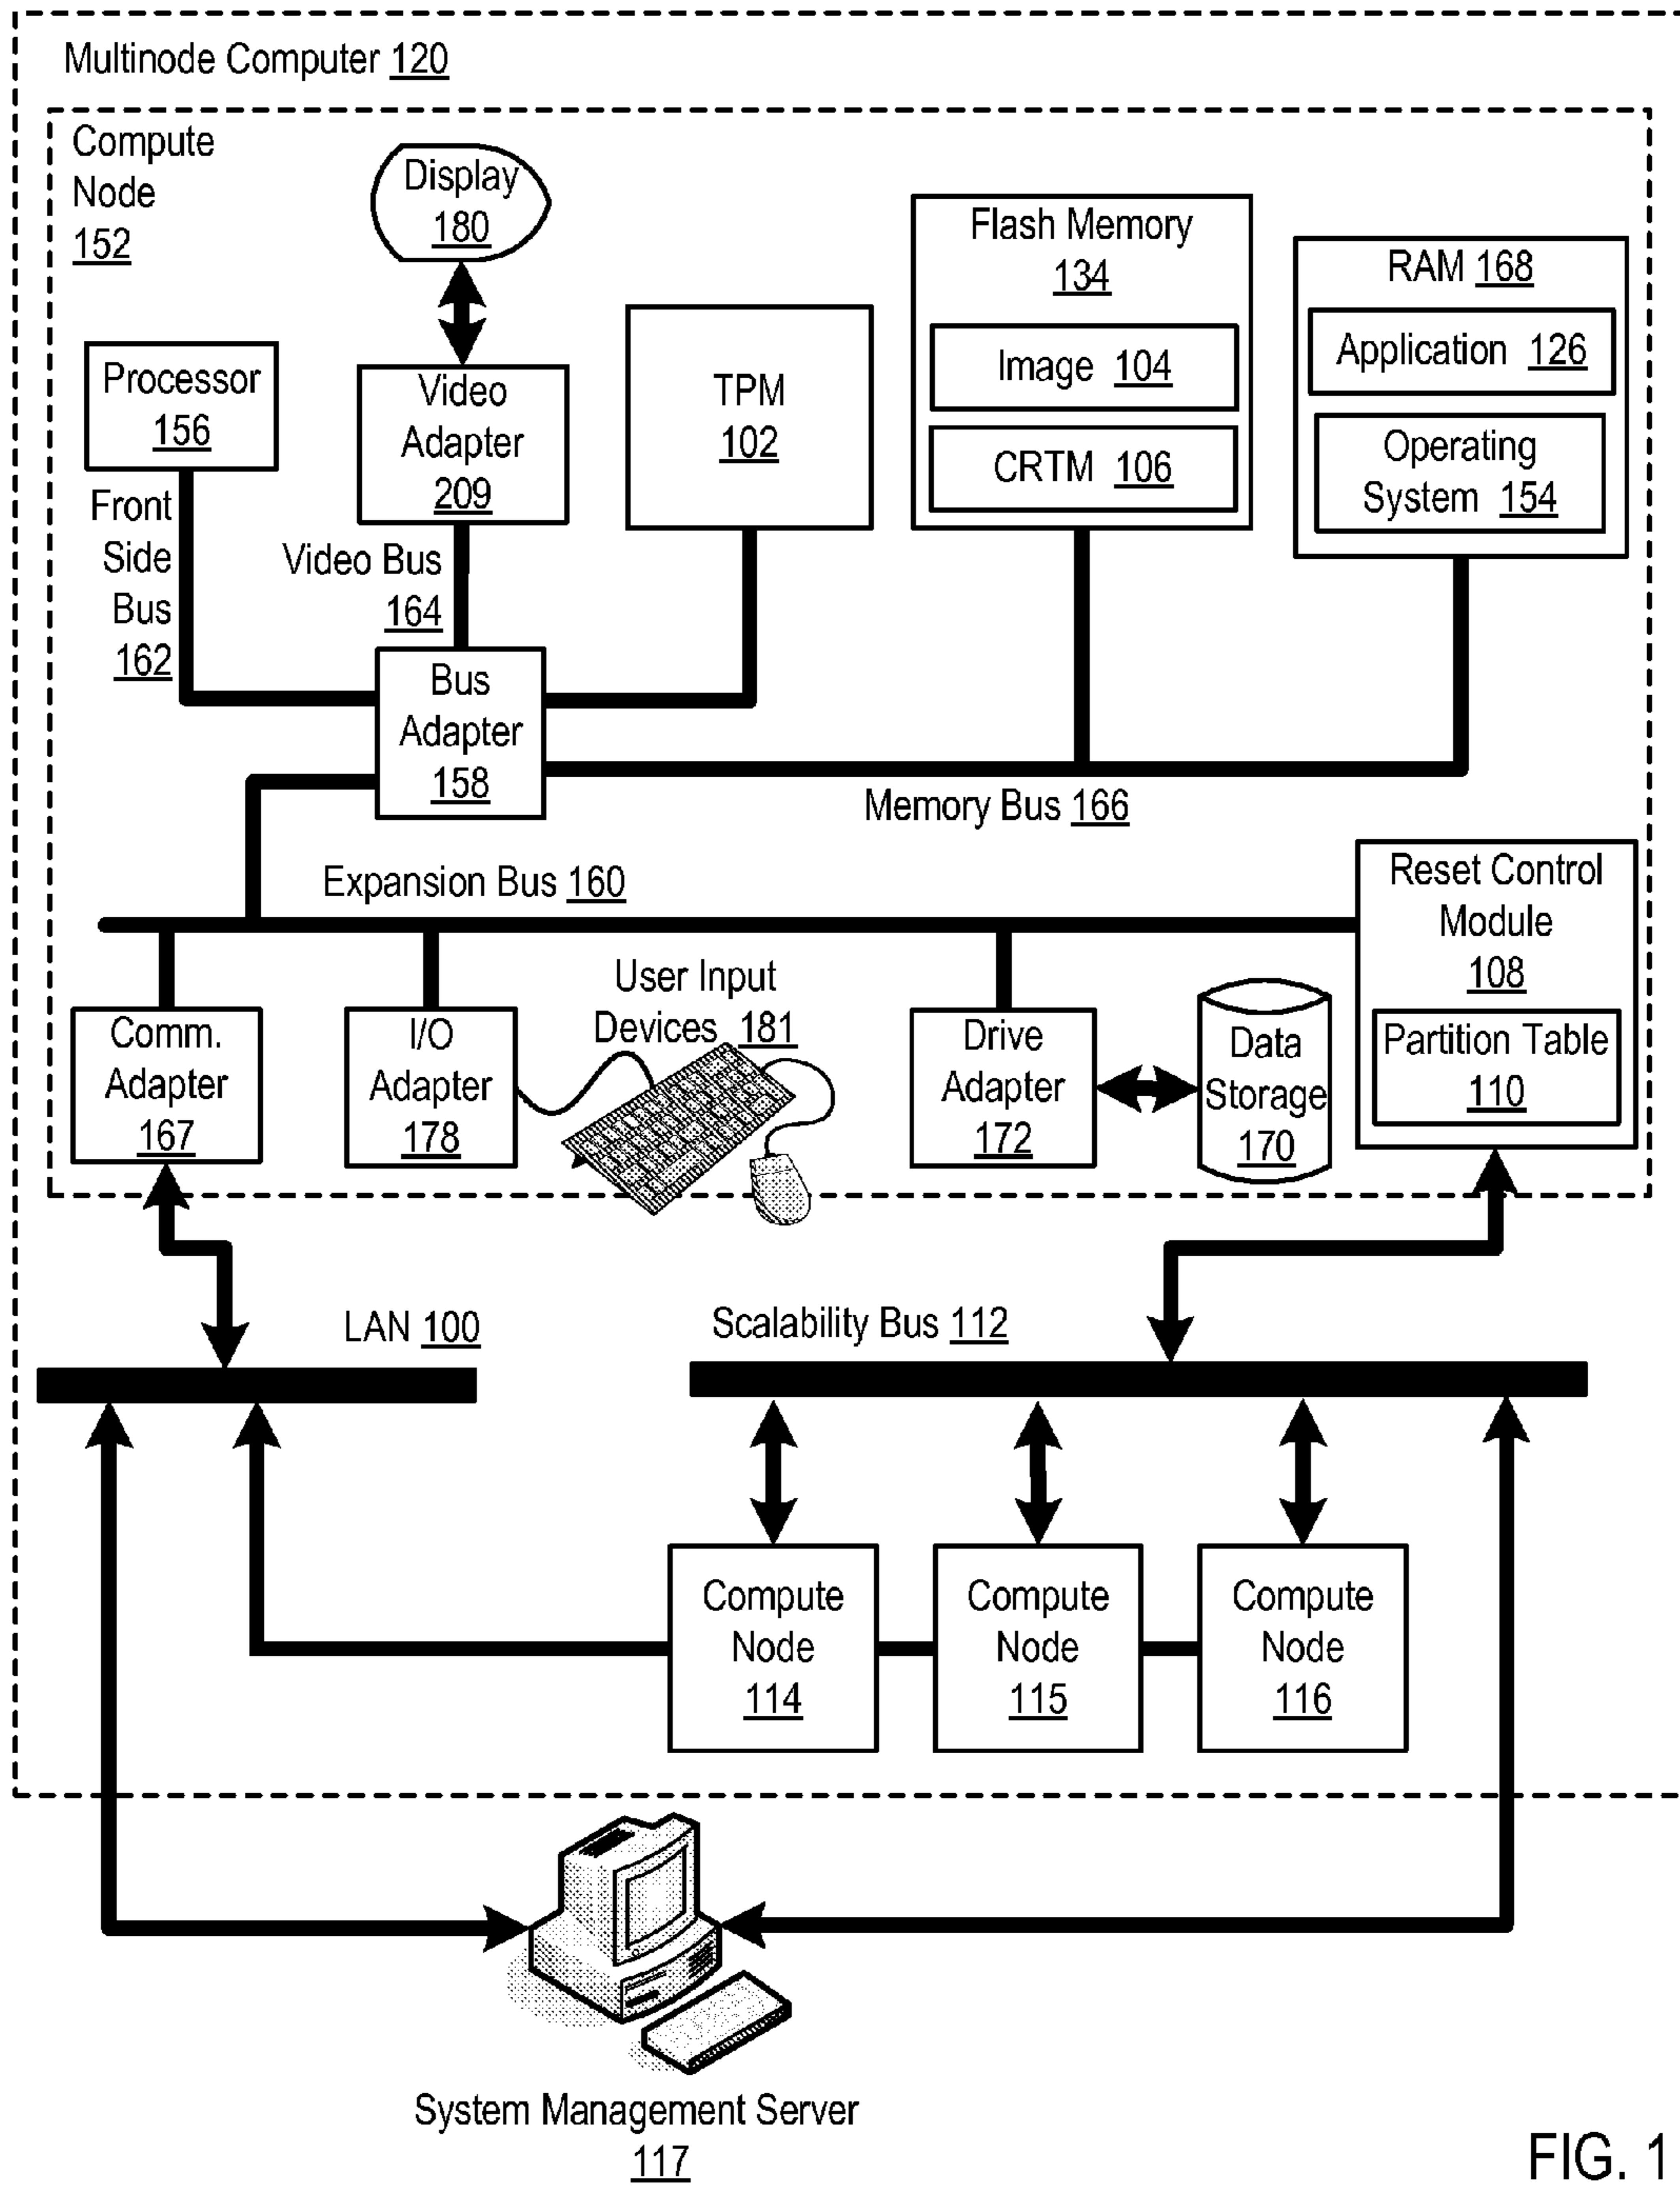 Multinode Computer 120
Compute
Node
152
Display
180
Flash Memory
134
Image 104
CRTM 106
RAM 168
Application 126
Operating
System 154
Processor
156
Video
Adapter
209
TPM
102
Front
Side
Bus
162
Video Bus
164
Bus
Adapter
158
Memory Bus 166
Expansion Bus 160
Reset Control
Module
108
Partition Table
110
Comm.
Adapter
167
I/O
Adapter
178
User Input
Devices 181
Drive
Adapter
172
Data
Storage
170
LAN 100
Scalability Bus 112
Compute
Node
114
Compute
Node
115
Compute
Node
116
System Management Server
117
FIG. 1